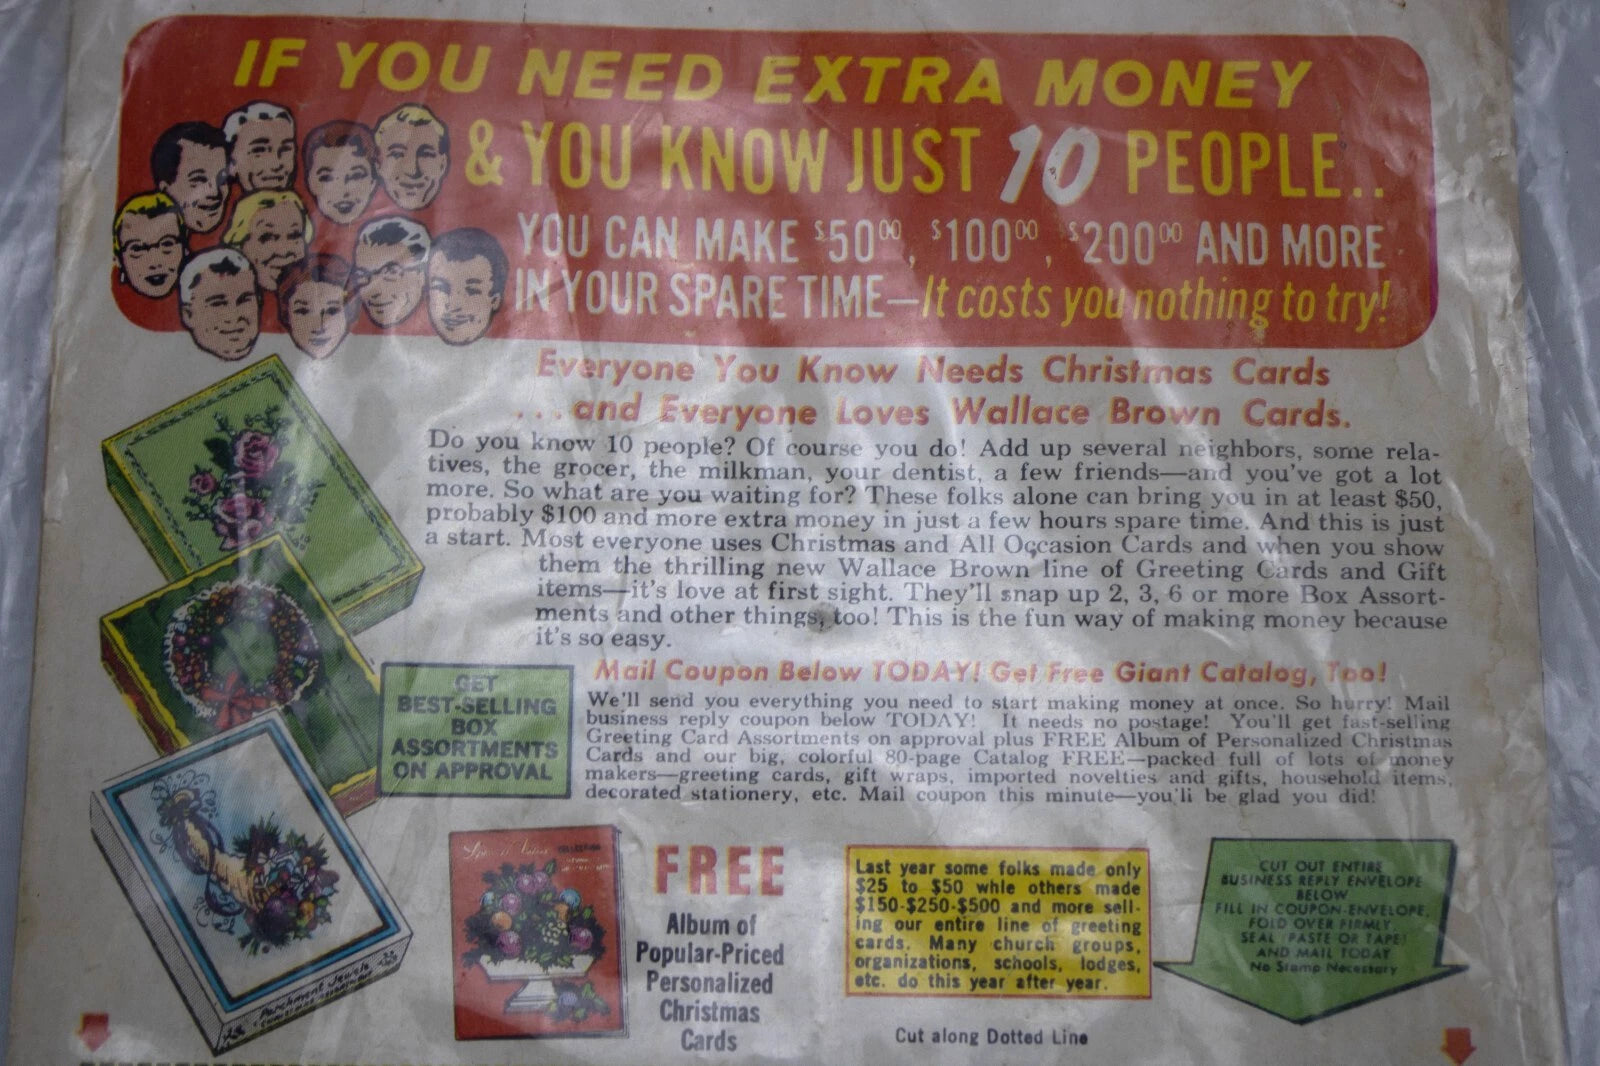 IF YOU NEED EXTRA MONEY
& YOU KNOW JUST 10 PEOPLE..
YOU CAN MAKE $50.00, $100.00, $200.00 AND MORE
IN YOUR SPARE TIME—It costs you nothing to try!
Everyone You Know Needs Christmas Cards
...and Everyone Loves Wallace Brown Cards.
Do you know 10 people? Of course you do! Add up several neighbors, some rela-
tives, the grocer, the milkman, your dentist, a few friends—and you've got a lot
more. So what are you waiting for? These folks alone can bring you in at least $50,
probably $100 and more extra money in just a few hours spare time. And this is just
a start. Most everyone uses Christmas and All Occasion Cards and when you show
them the thrilling new Wallace Brown line of Greeting Cards and Gift
items—it's love at first sight. They'll snap up 2, 3, 6 or more Box Assort-
ments and other things, too! This is the fun way of making money because
it's so easy.
GET
BEST-SELLING
BOX
ASSORTMENTS
ON APPROVAL
Mail Coupon Below TODAY! Get Free Giant Catalog, Too!
We'll send you everything you need to start making money at once. So hurry! Mail
business reply coupon below TODAY! It needs no postage! You'll get fast-selling
Greeting Card Assortments on approval plus FREE Album of Personalized Christmas
Cards and our big, colorful 80-page Catalog FREE—packed full of lots of money
makers—greeting cards, gift wraps, imported novelties and gifts, household items,
decorated stationery, etc. Mail coupon this minute—you'll be glad you did!
Parchment Jewels
FREE
Album of
Popular-Priced
Personalized
Christmas
Cards
Last year some folks made only
$25 to $50 whle others made
$150-$250-$500 and more sell-
ing our entire line of greeting
cards. Many church groups,
organizations, schools, lodges,
etc. do this year after year.
Cut along Dotted Line
CUT OUT ENTIRE
BUSINESS REPLY ENVELOPE
BELOW
FILL IN COUPON-ENVELOPE,
FOLD OVER FIRMLY,
SEAL (PASTE OR TAPE)
AND MAIL TODAY
No Stamp Necessary